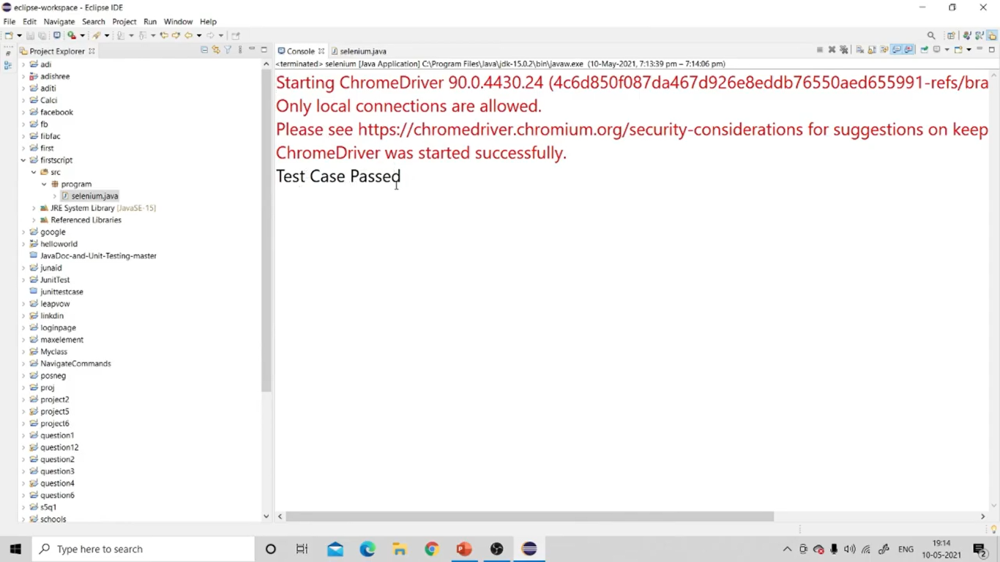 eclipse-workspace - Eclipse IDE
File Edit Navigate Search Project Run Window Help
Project Explorer
adi
adishree
aditi
Calci
facebook
fb
fibfac
first
firstscript
src
program
selenium.java
JRE System Library [JavaSE-15]
Referenced Libraries
google
helloworld
JavaDoc-and-Unit-Testing-master
junaid
JunitTest
junittestcase
leapvow
linkdin
loginpage
maxelement
Myclass
NavigateCommands
posneg
proj
project2
project5
project6
question1
question12
question2
question3
question4
question6
s5q1
schools
Console selenium.java
<terminated> selenium [Java Application] C:\Program Files\Java\jdk-15.0.2\bin\javaw.exe (10-May-2021, 7:13:39 pm – 7:14:06 pm)
Starting ChromeDriver 90.0.4430.24 (4c6d850f087da467d926e8eddb76550aed655991-refs/bra
Only local connections are allowed.
Please see https://chromedriver.chromium.org/security-considerations for suggestions on keep
ChromeDriver was started successfully.
Test Case Passed
Type here to search
ENG
19:14
10-05-2021
2